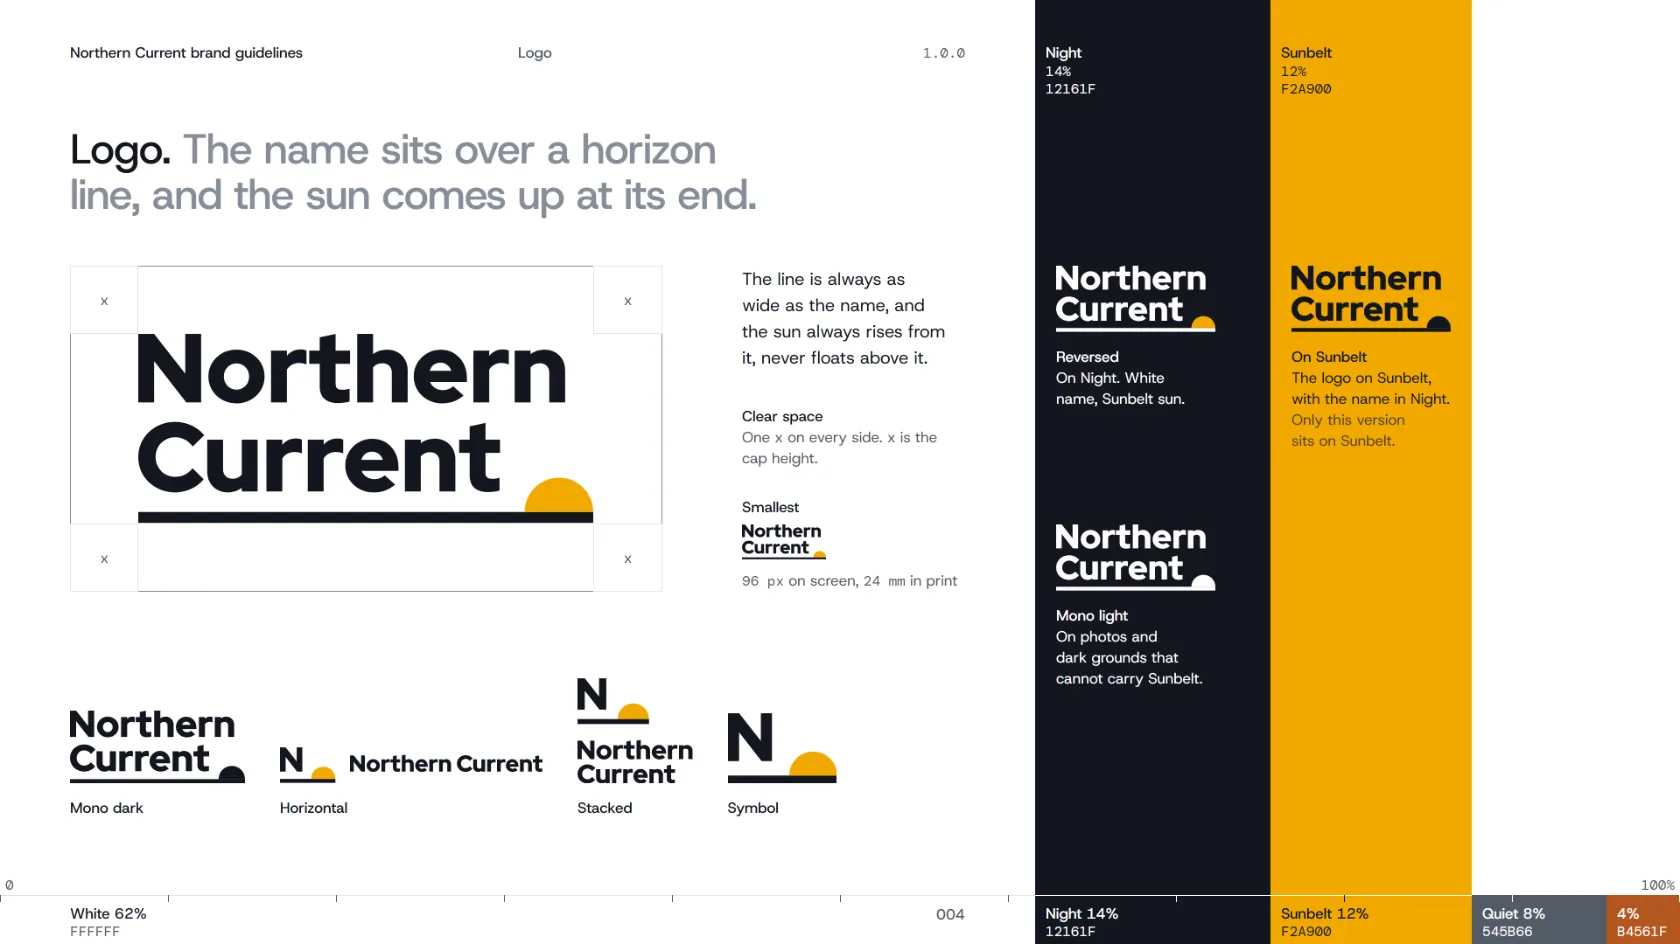 Northern Current brand guidelines
Logo
1.0.0
Logo. The name sits over a horizon
line, and the sun comes up at its end.
x
x
Northern
Current
x
x
The line is always as
wide as the name, and
the sun always rises from
it, never floats above it.
Clear space
One x on every side. x is the
cap height.
Smallest
Northern
Current
96 px on screen, 24 mm in print
Northern
Current
Mono dark
N
Northern Current
Horizontal
N
Northern
Current
Stacked
N
Symbol
Night
14%
12161F
Northern
Current
Reversed
On Night. White
name, Sunbelt sun.
Northern
Current
Mono light
On photos and
dark grounds that
cannot carry Sunbelt.
Sunbelt
12%
F2A900
Northern
Current
On Sunbelt
The logo on Sunbelt,
with the name in Night.
Only this version
sits on Sunbelt.
0
100%
White 62%
FFFFFF
004
Night 14%
12161F
Sunbelt 12%
F2A900
Quiet 8%
545B66
4%
B4561F